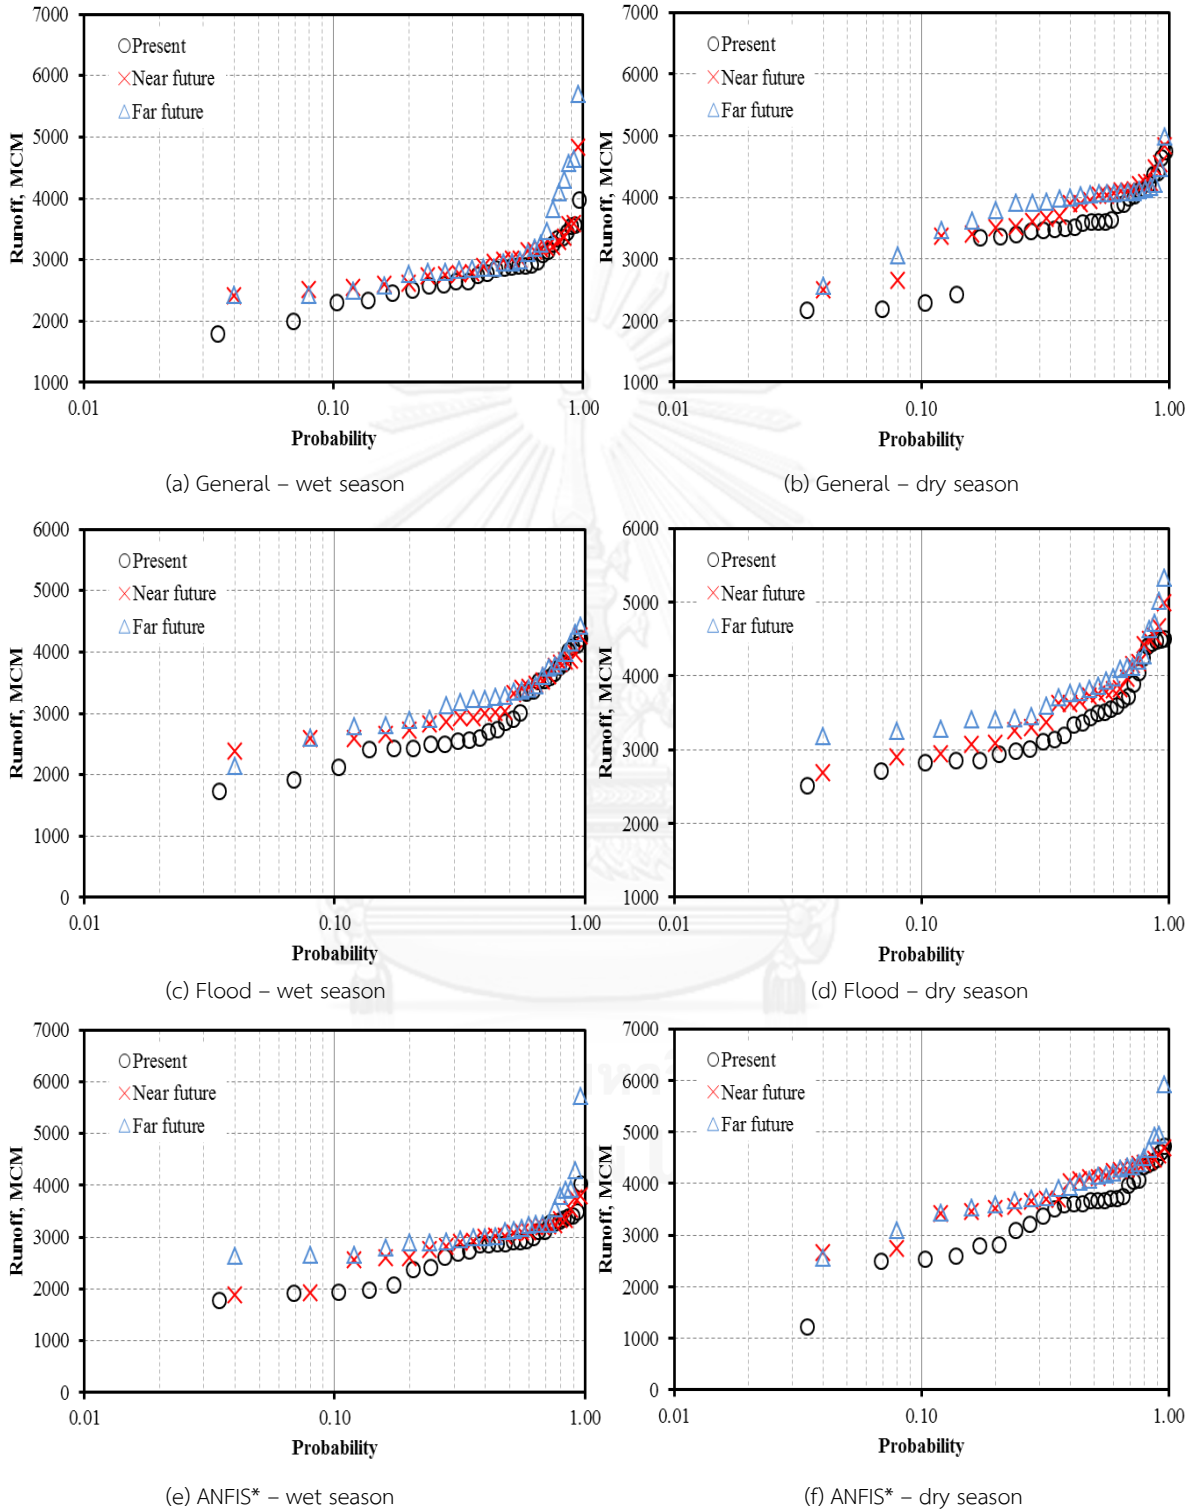 7000
6000
5000
4000
3000
2000
1000
Runoff, MCM
Present
Near future
Far future
0.01
0.10
1.00
Probability
(a) General – wet season
7000
6000
5000
4000
3000
2000
1000
Runoff, MCM
Present
Near future
Far future
0.01
0.10
1.00
Probability
(b) General – dry season
6000
5000
4000
3000
2000
1000
0
Runoff, MCM
Present
Near future
Far future
0.01
0.10
1.00
Probability
(c) Flood – wet season
6000
5000
4000
3000
2000
1000
Runoff, MCM
Present
Near future
Far future
0.01
0.10
1.00
Probability
(d) Flood – dry season
7000
6000
5000
4000
3000
2000
1000
0
Runoff, MCM
Present
Near future
Far future
0.01
0.10
1.00
Probability
(e) ANFIS* – wet season
7000
6000
5000
4000
3000
2000
1000
0
Runoff, MCM
Present
Near future
Far future
0.01
0.10
1.00
Probability
(f) ANFIS* – dry season